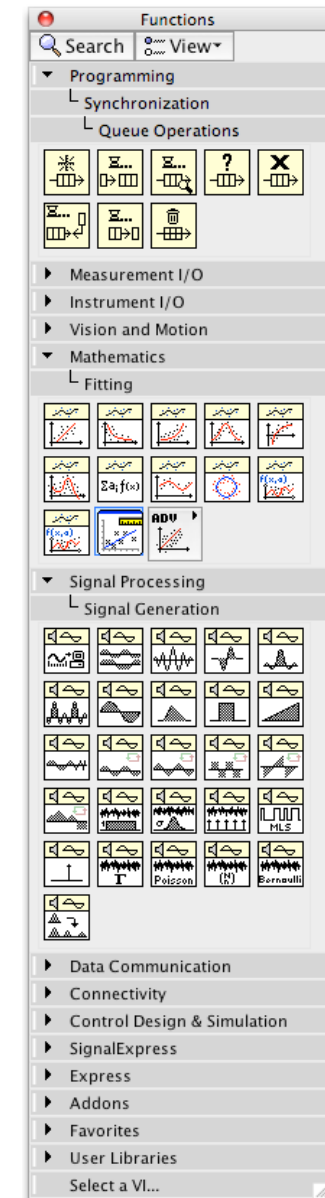 Functions
Search View
Programming
Synchronization
Queue Operations
?
Measurement I/O
Instrument I/O
Vision and Motion
Mathematics
Fitting
Σaᵢf(x)
f(x,a)
f(x,a)
ADV
Signal Processing
Signal Generation
σ
MLS
Γ Poisson (N) Bernoulli
Data Communication
Connectivity
Control Design & Simulation
SignalExpress
Express
Addons
Favorites
User Libraries
Select a VI...